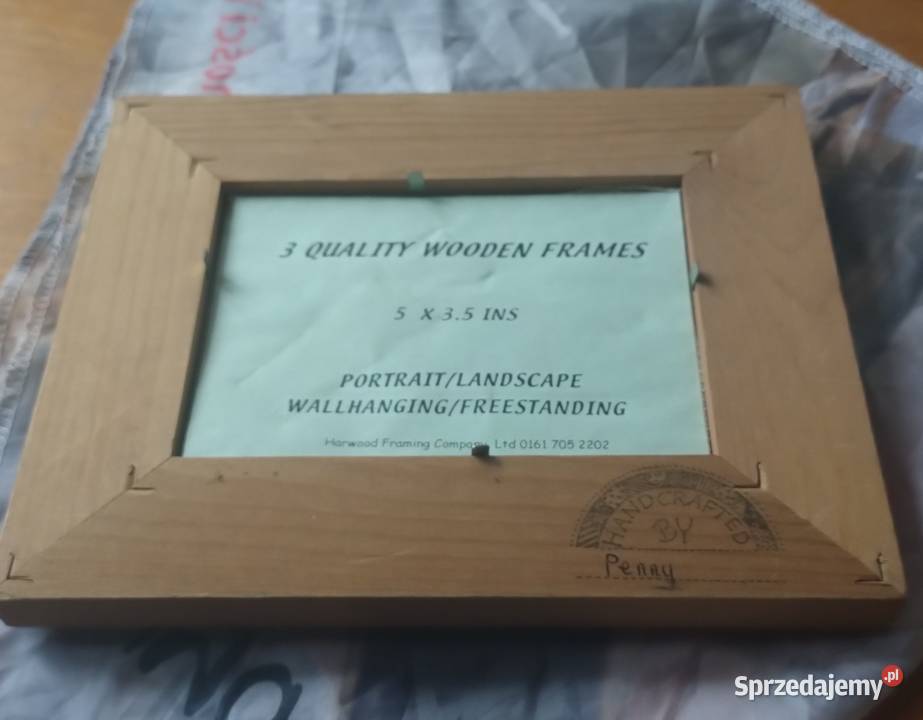 3 QUALITY WOODEN FRAMES
5 X 3.5 INS
PORTRAIT/LANDSCAPE
WALLHANGING/FREESTANDING
Harwood Framing Company Ltd 0161 705 2202
HANDCRAFTED
BY
Penny
Sprzedajemy.pl